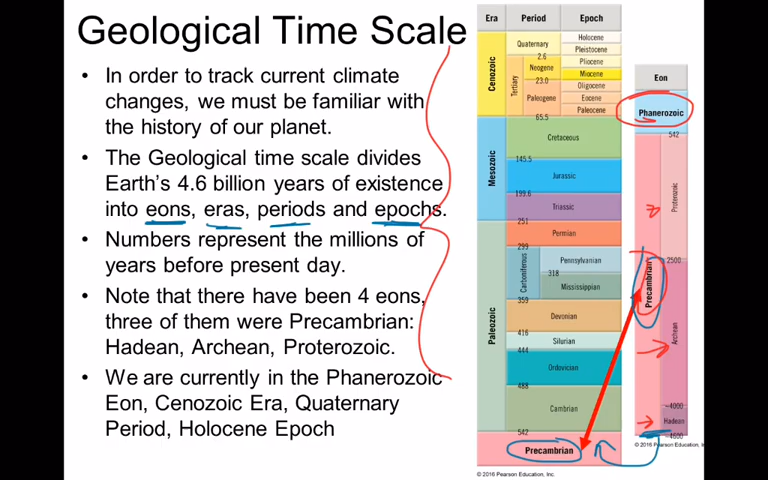 Geological Time Scale
• In order to track current climate
changes, we must be familiar with
the history of our planet.
• The Geological time scale divides
Earth's 4.6 billion years of existence
into eons, eras, periods and epochs.
• Numbers represent the millions of
years before present day.
• Note that there have been 4 eons,
three of them were Precambrian:
Hadean, Archean, Proterozoic.
• We are currently in the Phanerozoic
Eon, Cenozoic Era, Quaternary
Period, Holocene Epoch
Era Period Epoch
Cenozoic
Quaternary
Holocene
Pleistocene
2.6
Tertiary
Neogene
Pliocene
Miocene
23.0
Paleogene
Oligocene
Eocene
Paleocene
65.5
Mesozoic
Cretaceous
145.5
Jurassic
199.6
Triassic
251
Paleozoic
Permian
299
Carboniferous
Pennsylvanian
318
Mississippian
359
Devonian
416
Silurian
444
Ordovician
488
Cambrian
542
Precambrian
© 2016 Pearson Education, Inc.
Eon
Phanerozoic
542
Precambrian
Proterozoic
2500
Archean
~4000
Hadean
~4600
© 2016 Pearson Education, In